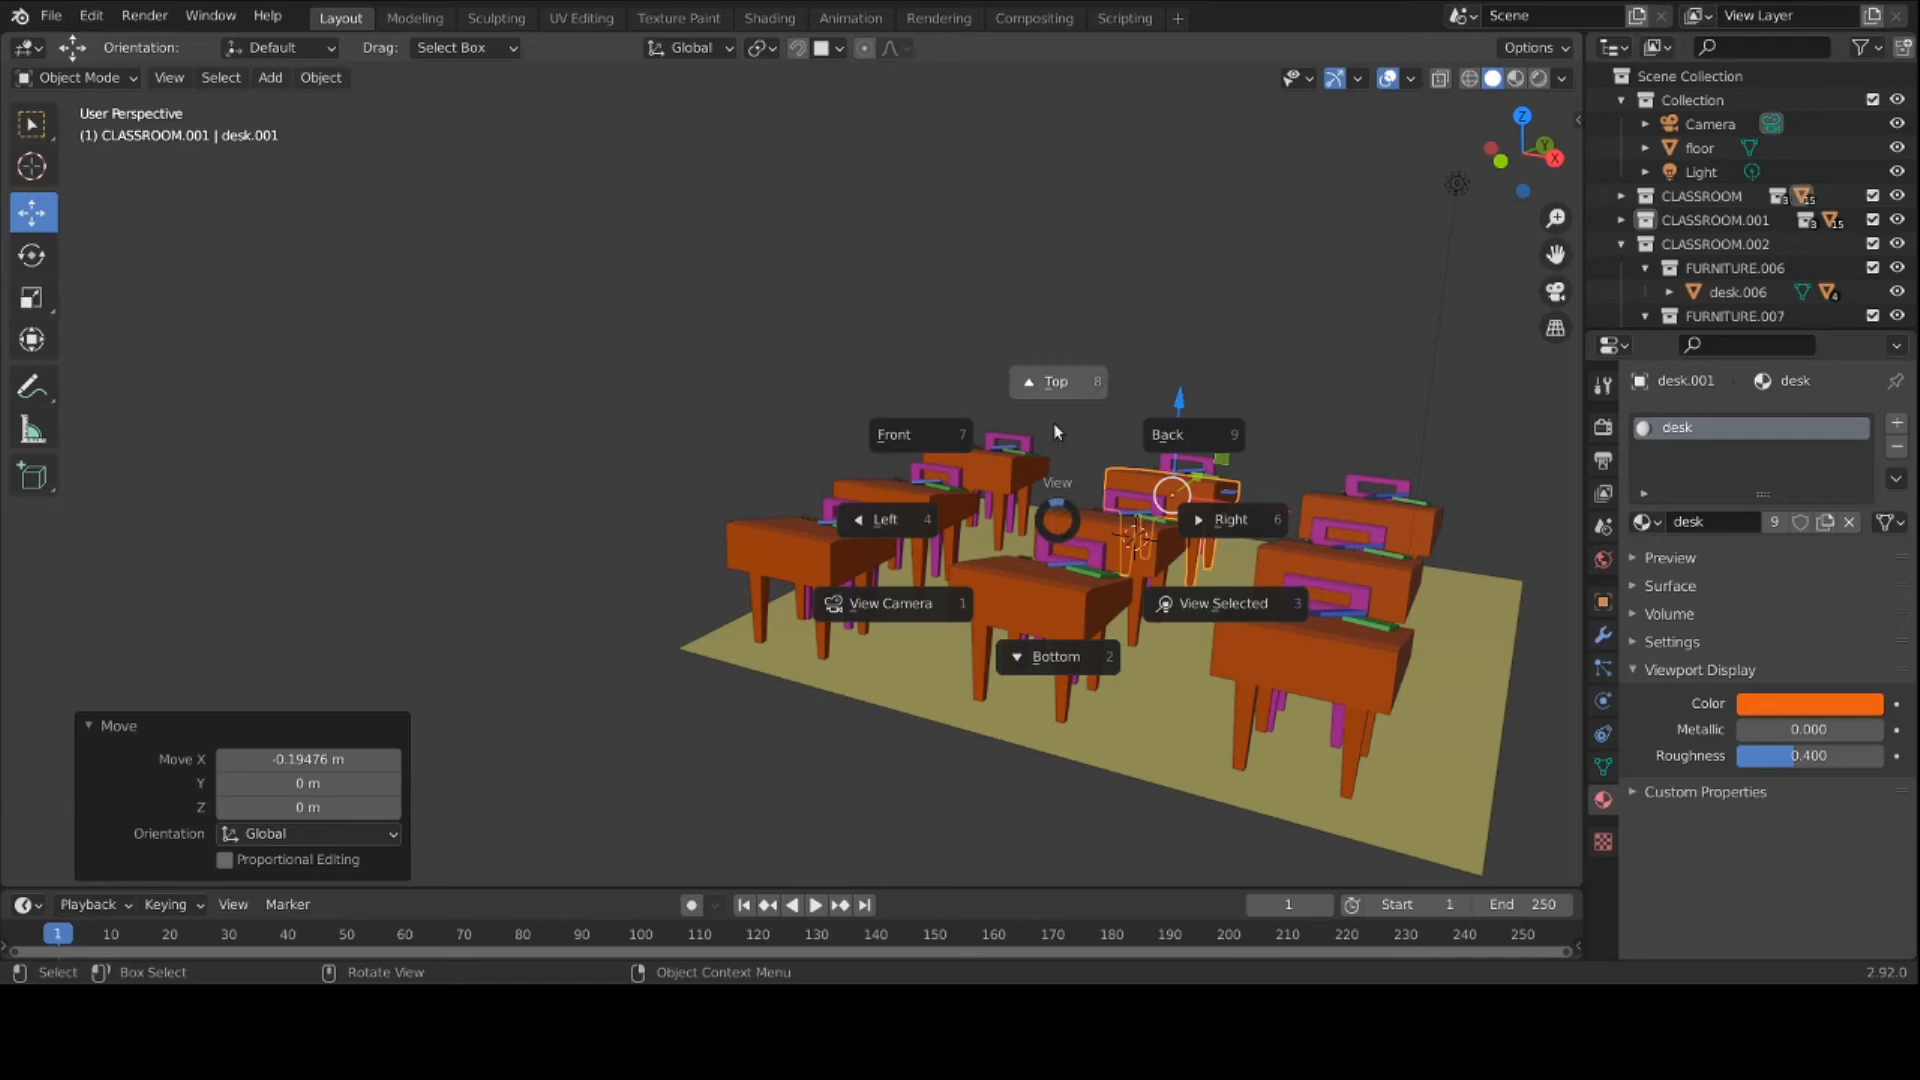 File Edit Render Window Help Layout Modeling Sculpting UV Editing Texture Paint Shading Animation Rendering Compositing Scripting + Scene View Layer
Orientation: Default Drag: Select Box Global Options
Object Mode View Select Add Object
User Perspective
(1) CLASSROOM.001 | desk.001
Z
Y
X
Top 8
Front 7
Back 9
View
Left 4
Right 6
View Camera 1
View Selected 3
Bottom 2
Move
Move X -0.19476 m
Y 0 m
Z 0 m
Orientation Global
Proportional Editing
Scene Collection
Collection
Camera
floor
Light
CLASSROOM 3 15
CLASSROOM.001 3 15
CLASSROOM.002
FURNITURE.006
desk.006 4
FURNITURE.007
desk.001 desk
desk
desk 9
Preview
Surface
Volume
Settings
Viewport Display
Color
Metallic 0.000
Roughness 0.400
Custom Properties
Playback Keying View Marker 1 Start 1 End 250
1 10 20 30 40 50 60 70 80 90 100 110 120 130 140 150 160 170 180 190 200 210 220 230 240 250
Select Box Select Rotate View Object Context Menu 2.92.0